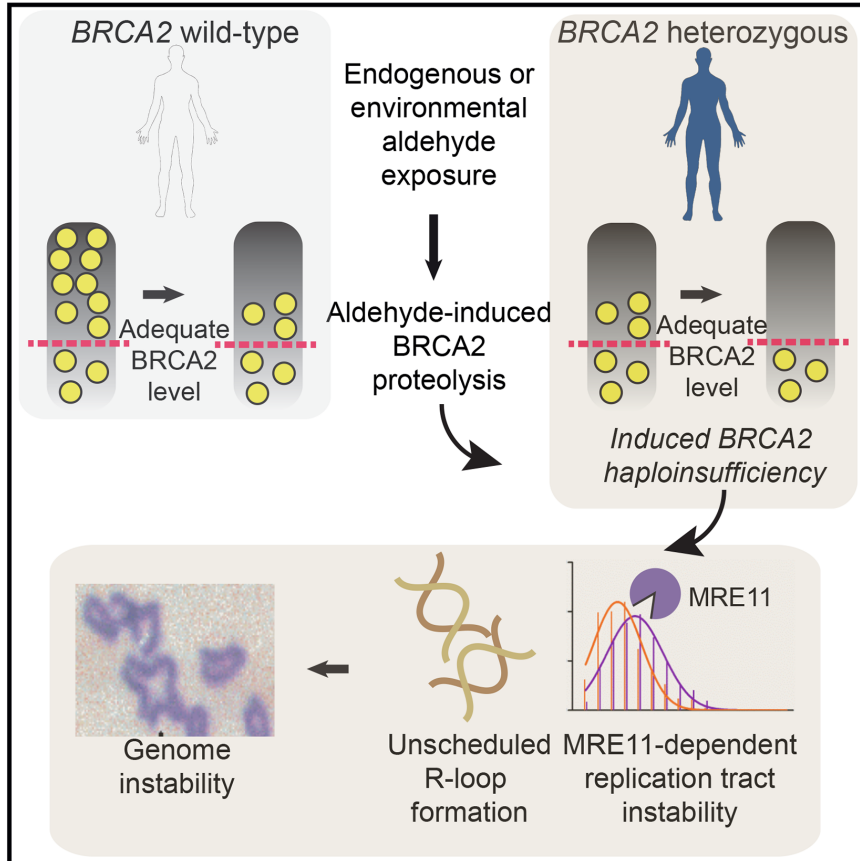 BRCA2 wild-type
Adequate
BRCA2
level
Endogenous or
environmental
aldehyde
exposure
Aldehyde-induced
BRCA2
proteolysis
BRCA2 heterozygous
Adequate
BRCA2
level
Induced BRCA2
haploinsufficiency
MRE11
Genome
instability
Unscheduled
R-loop
formation
MRE11-dependent
replication tract
instability